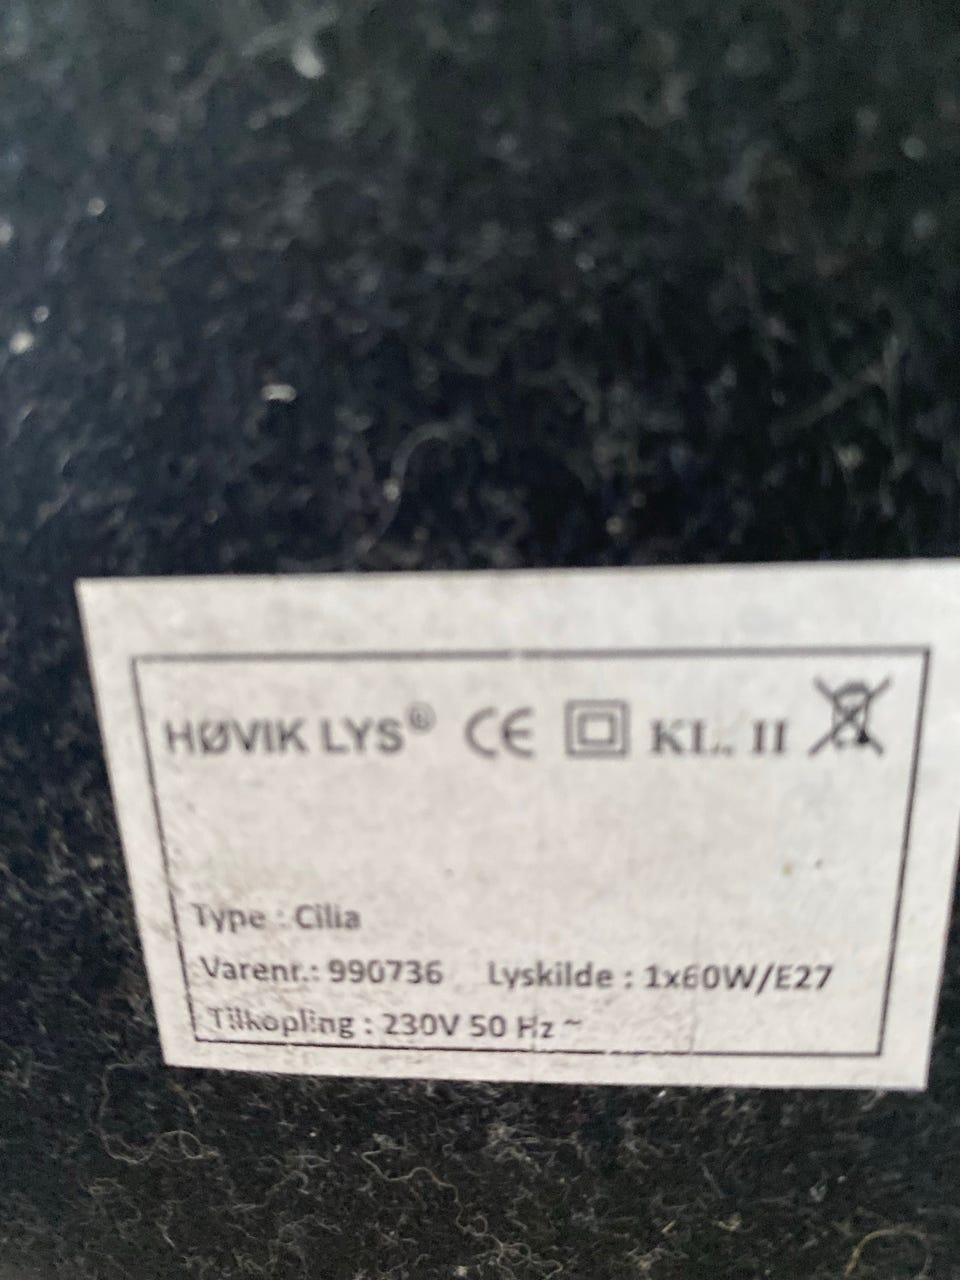 HØVIK LYS® CE KL. II
Type : Cilia
Varenr.: 990736 Lyskilde : 1x60W/E27
Tilkopling : 230V 50 Hz ~